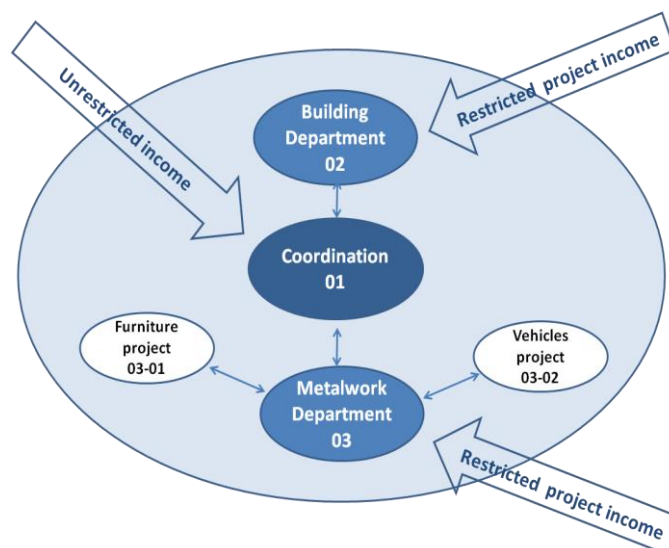 Unrestricted income
Restricted project income
Building
Department
02
Coordination
01
Furniture
project
03-01
Vehicles
project
03-02
Metalwork
Department
03
Restricted project income